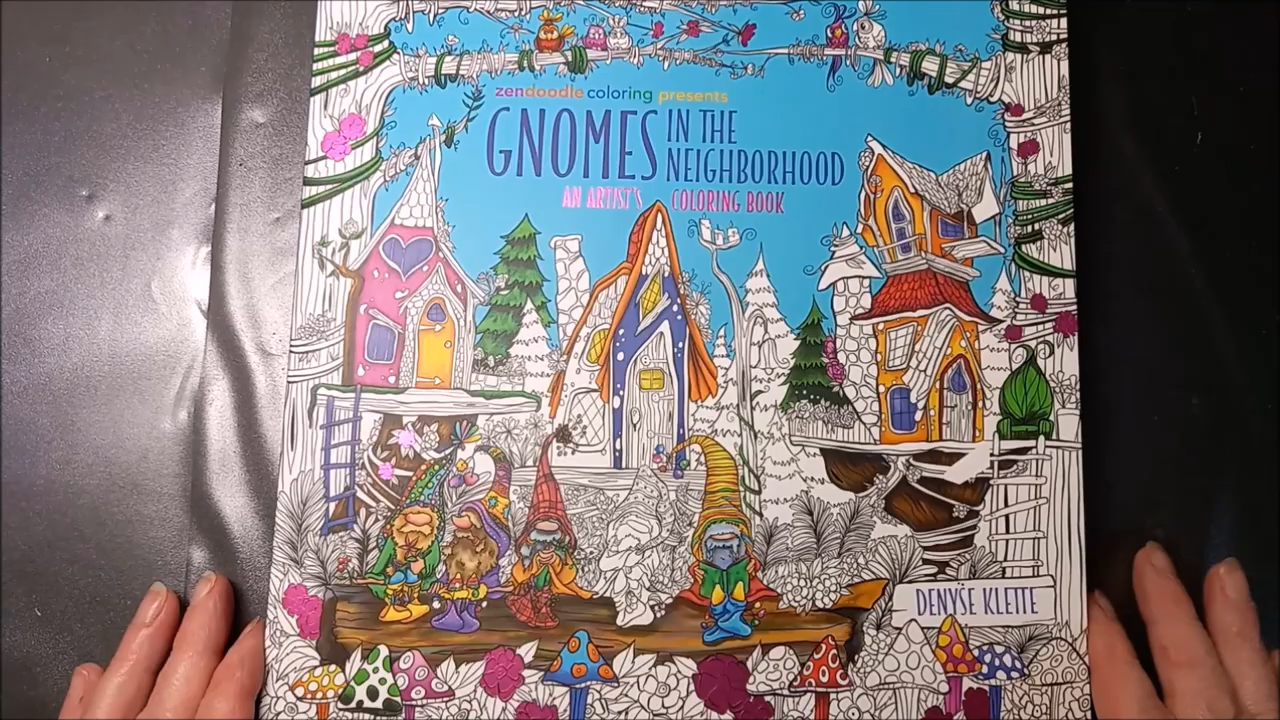 zendoodle coloring presents
GNOMES IN THE
NEIGHBORHOOD
AN ARTIST'S COLORING BOOK
DENYSE KLETTE